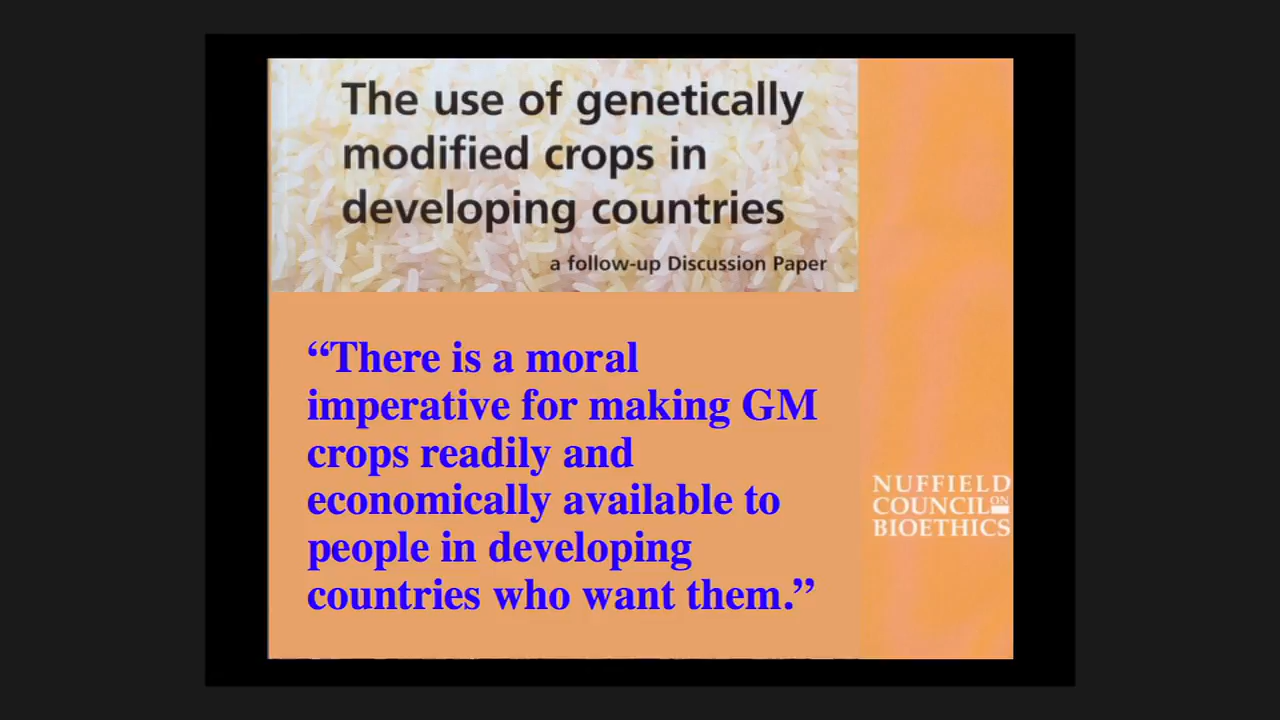 The use of genetically
modified crops in
developing countries
a follow-up Discussion Paper
“There is a moral
imperative for making GM
crops readily and
economically available to
people in developing
countries who want them.”
NUFFIELD
COUNCIL ON
BIOETHICS